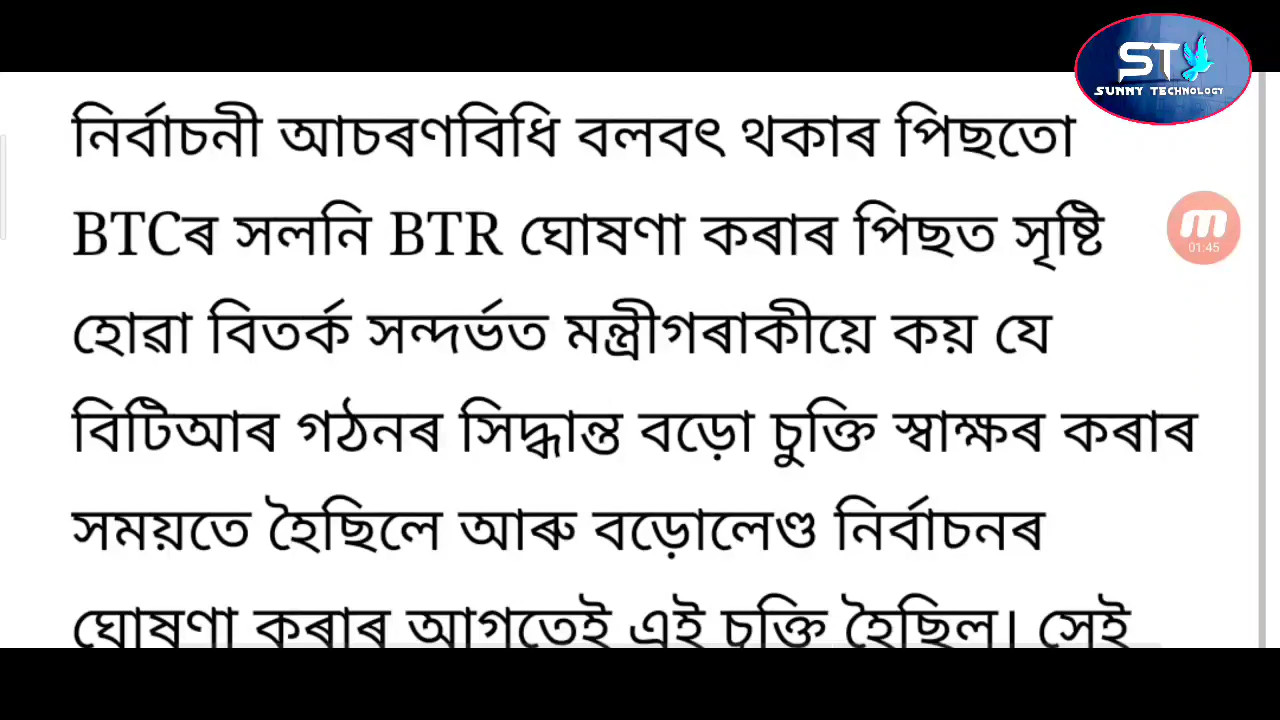 ST
SUNNY TECHNOLOGY
নিৰ্বাচনী আচৰণবিধি বলবৎ থকাৰ পিছতো
BTCৰ সলনি BTR ঘোষণা কৰাৰ পিছত সৃষ্টি
01:45
হোৱা বিতৰ্ক সন্দৰ্ভত মন্ত্ৰীগৰাকীয়ে কয় যে
বিটিআৰ গঠনৰ সিদ্ধান্ত বড়ো চুক্তি স্বাক্ষৰ কৰাৰ
সময়তে হৈছিলে আৰু বড়োলেণ্ড নিৰ্বাচনৰ
ঘোষণা কৰাৰ আগতেই এই চুক্তি হৈছিল। সেই